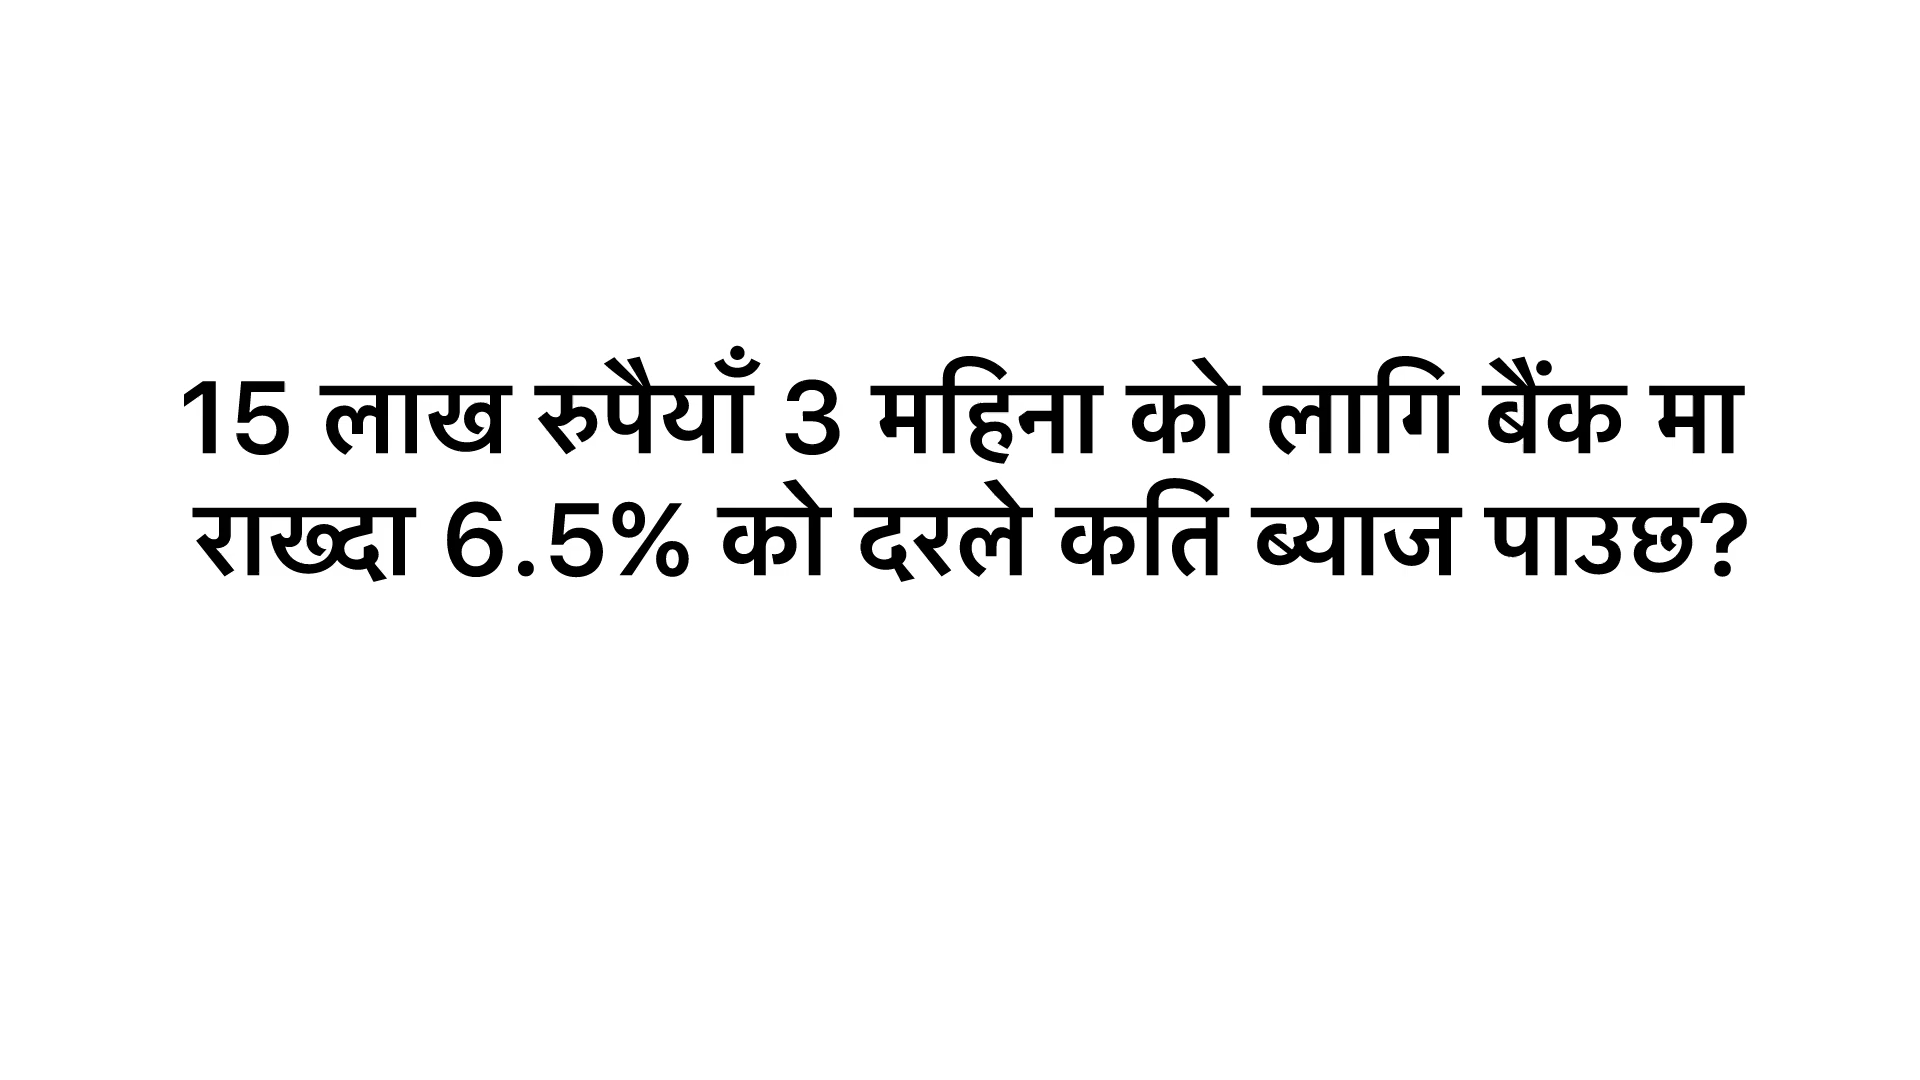 15 लाख रुपैयाँ 3 महिना को लागि बैंक मा
राख्दा 6.5% को दरले कति ब्याज पाउछ?